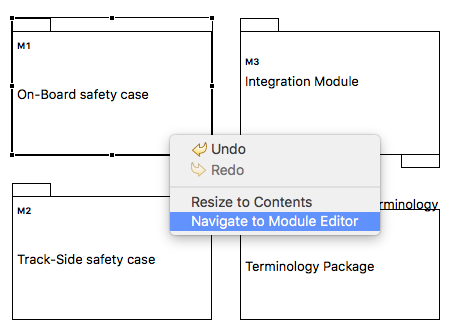 M1
On-Board safety case
M3
Integration Module
Undo
Redo
Resize to Contents
Navigate to Module Editor
M2
Track-Side safety case
Terminology Package